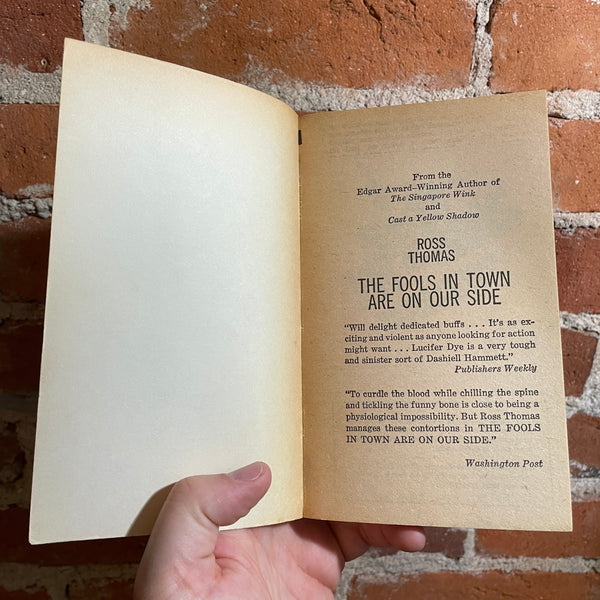 From the
Edgar Award–Winning Author of
The Singapore Wink
and
Cast a Yellow Shadow
ROSS
THOMAS
THE FOOLS IN TOWN
ARE ON OUR SIDE
“Will delight dedicated buffs . . . It's as ex-
citing and violent as anyone looking for action
might want . . . Lucifer Dye is a very tough
and sinister sort of Dashiell Hammett.”
Publishers Weekly
“To curdle the blood while chilling the spine
and tickling the funny bone is close to being a
physiological impossibility. But Ross Thomas
manages these contortions in THE FOOLS
IN TOWN ARE ON OUR SIDE.”
Washington Post